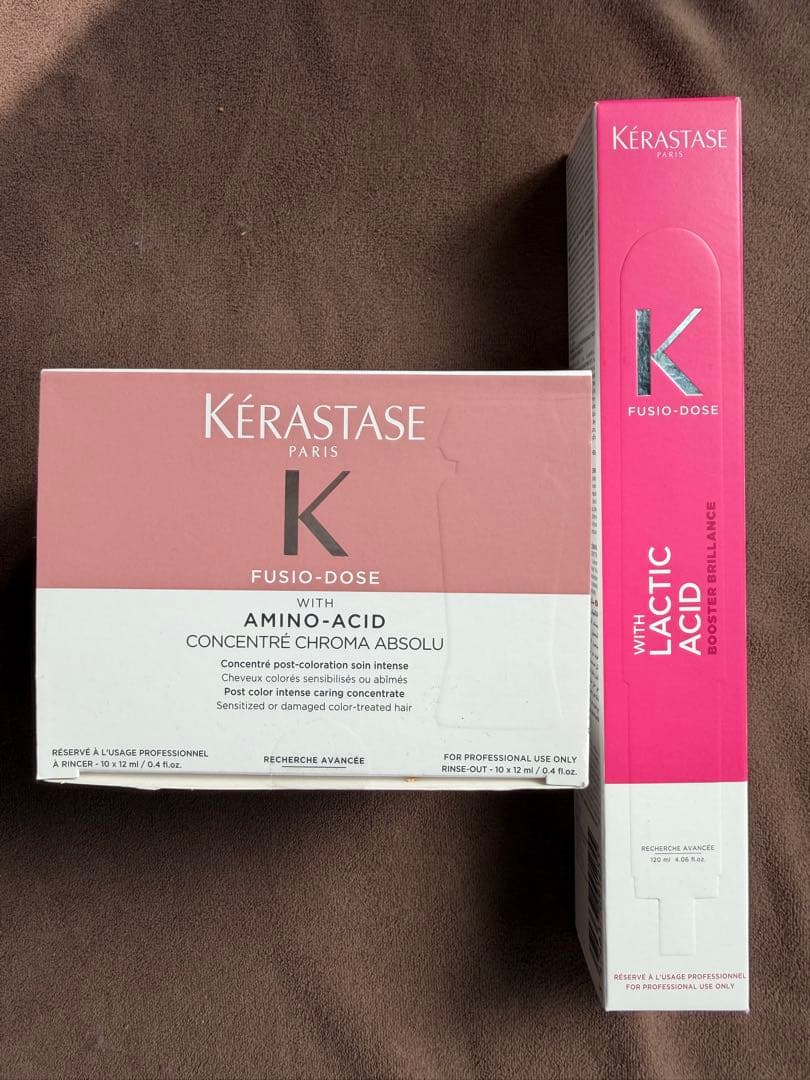 KÉRASTASE
PARIS
K
FUSIO-DOSE
WITH
AMINO-ACID
CONCENTRÉ CHROMA ABSOLU
Concentré post-coloration soin intense
Cheveux colorés sensibilisés ou abîmés
Post color intense caring concentrate
Sensitized or damaged color-treated hair
RÉSERVÉ À L'USAGE PROFESSIONNEL
À RINCER - 10 x 12 ml / 0.4 fl.oz.
RECHERCHE AVANCÉE
FOR PROFESSIONAL USE ONLY
RINSE-OUT - 10 x 12 ml / 0.4 fl.oz.
KÉRASTASE
PARIS
K
FUSIO-DOSE
WITH
LACTIC
ACID
BOOSTER BRILLANCE
RECHERCHE AVANCÉE
120 ml 4.06 fl.oz.
RÉSERVÉ À L'USAGE PROFESSIONNEL
FOR PROFESSIONAL USE ONLY